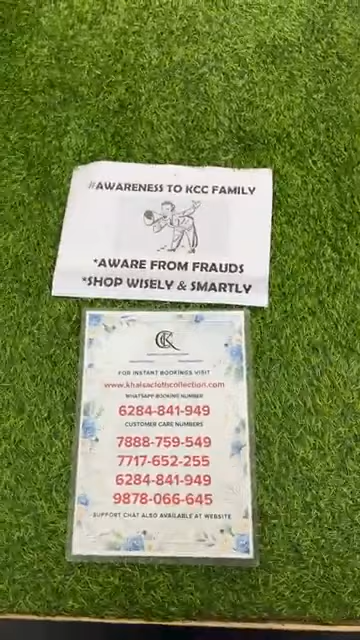 #AWARENESS TO KCC FAMILY
*AWARE FROM FRAUDS
*SHOP WISELY & SMARTLY
CK
FOR INSTANT BOOKINGS VISIT
www.khalsaclothcollection.com
WHATSAPP BOOKING NUMBER
6284-841-949
CUSTOMER CARE NUMBERS
7888-759-549
7717-652-255
6284-841-949
9878-066-645
SUPPORT CHAT ALSO AVAILABLE AT WEBSITE